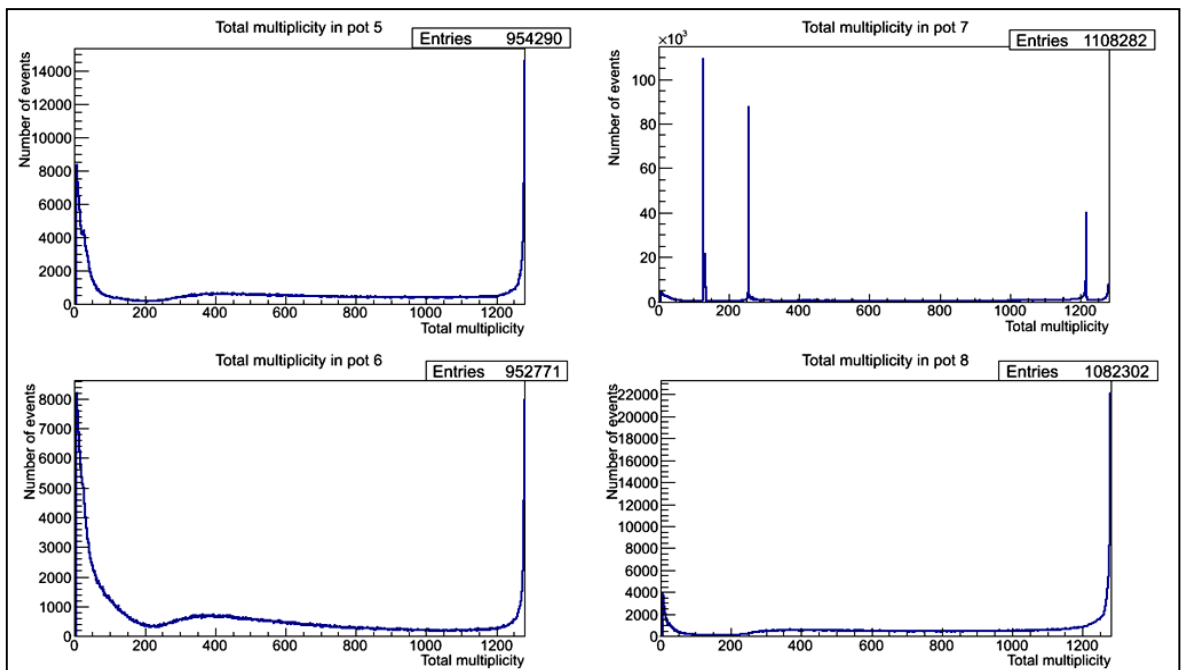 Total multiplicity in pot 5
Entries 954290
Number of events
14000
12000
10000
8000
6000
4000
2000
0
0 200 400 600 800 1000 1200
Total multiplicity
Total multiplicity in pot 7
Entries 1108282
×10³
Number of events
100
80
60
40
20
0
0 200 400 600 800 1000 1200
Total multiplicity
Total multiplicity in pot 6
Entries 952771
Number of events
8000
7000
6000
5000
4000
3000
2000
1000
0
0 200 400 600 800 1000 1200
Total multiplicity
Total multiplicity in pot 8
Entries 1082302
Number of events
22000
20000
18000
16000
14000
12000
10000
8000
6000
4000
2000
0
0 200 400 600 800 1000 1200
Total multiplicity